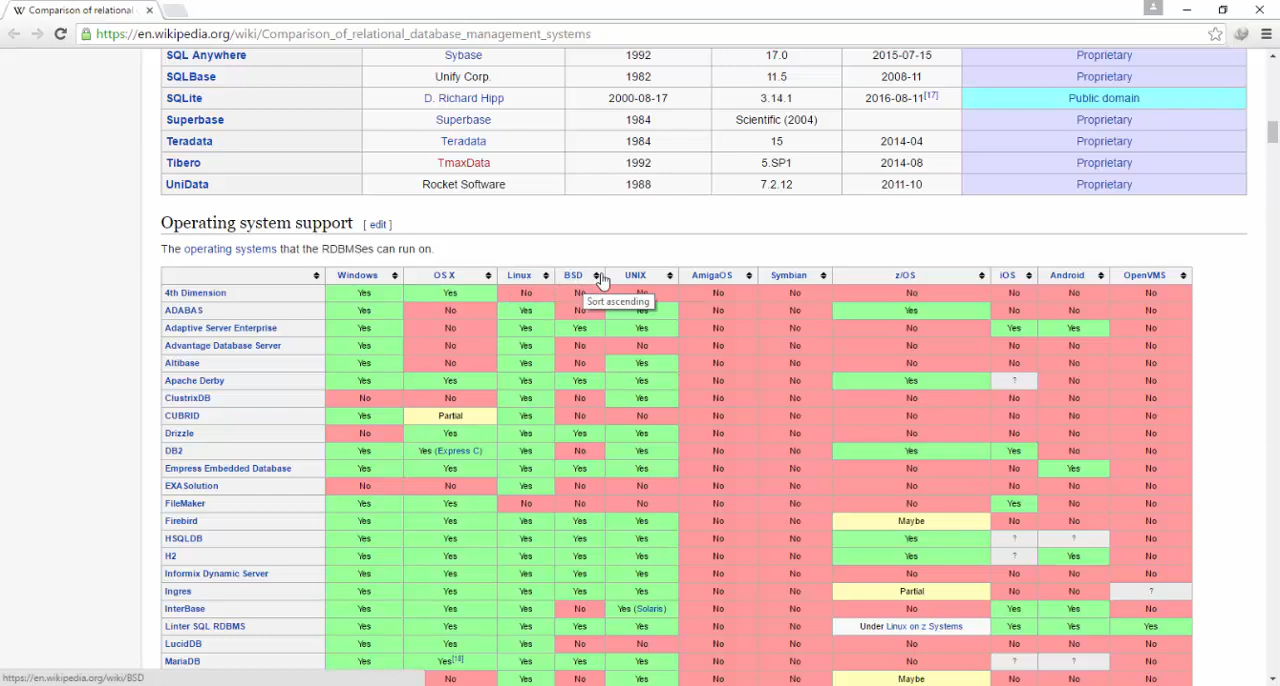 Comparison of relational
https://en.wikipedia.org/wiki/Comparison_of_relational_database_management_systems
SQL Anywhere Sybase 1992 17.0 2015-07-15 Proprietary
SQLBase Unify Corp. 1982 11.5 2008-11 Proprietary
SQLite D. Richard Hipp 2000-08-17 3.14.1 2016-08-11[17] Public domain
Superbase Superbase 1984 Scientific (2004) Proprietary
Teradata Teradata 1984 15 2014-04 Proprietary
Tibero TmaxData 1992 5.SP1 2014-08 Proprietary
UniData Rocket Software 1988 7.2.12 2011-10 Proprietary
Operating system support [ edit ]
The operating systems that the RDBMSes can run on.
Windows OS X Linux BSD UNIX AmigaOS Symbian z/OS iOS Android OpenVMS
4th Dimension Yes Yes No No No No No No No No No
Sort ascending
ADABAS Yes No Yes No Yes No No Yes No No No
Adaptive Server Enterprise Yes No Yes Yes Yes No No No Yes Yes No
Advantage Database Server Yes No Yes No No No No No No No No
Altibase Yes No Yes No Yes No No No No No No
Apache Derby Yes Yes Yes Yes Yes No No Yes ? No No
ClustrixDB No No Yes No Yes No No No No No No
CUBRID Yes Partial Yes No No No No No No No No
Drizzle No Yes Yes Yes Yes No No No No No No
DB2 Yes Yes (Express C) Yes No Yes No No Yes Yes No No
Empress Embedded Database Yes Yes Yes Yes Yes No No No No Yes No
EXASolution No No Yes No No No No No No No No
FileMaker Yes Yes No No No No No No Yes No No
Firebird Yes Yes Yes Yes Yes No No Maybe No No No
HSQLDB Yes Yes Yes Yes Yes No No Yes ? ? No
H2 Yes Yes Yes Yes Yes No No Yes ? Yes No
Informix Dynamic Server Yes Yes Yes Yes Yes No No No No No No
Ingres Yes Yes Yes Yes Yes No No Partial No No ?
InterBase Yes Yes Yes No Yes (Solaris) No No No Yes Yes No
Linter SQL RDBMS Yes Yes Yes Yes Yes No No Under Linux on z Systems Yes Yes Yes
LucidDB Yes Yes Yes No No No No No No No No
MariaDB Yes Yes[18] Yes Yes Yes No No No ? ? No
https://en.wikipedia.org/wiki/BSD No Yes Yes Yes No No Maybe No No No